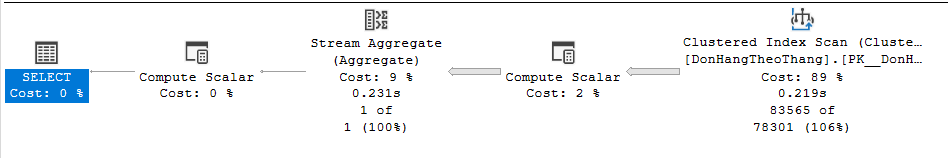 SELECT
Cost: 0 %
Compute Scalar
Cost: 0 %
Stream Aggregate
(Aggregate)
Cost: 9 %
0.231s
1 of
1 (100%)
Compute Scalar
Cost: 2 %
Clustered Index Scan (Cluste…
[DonHangTheoThang].[PK__DonH…
Cost: 89 %
0.219s
83565 of
78301 (106%)